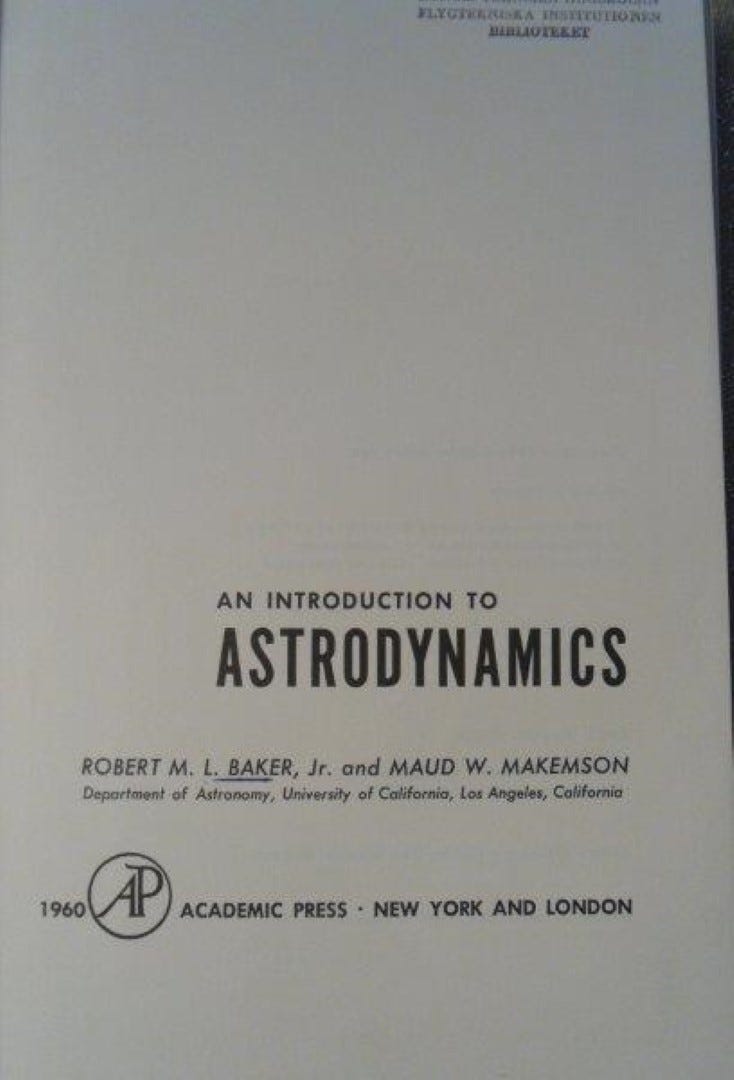 FLYGTEKNISKA INSTITUTIONEN
BIBLIOTEKET
AN INTRODUCTION TO
ASTRODYNAMICS
ROBERT M. L. BAKER, Jr. and MAUD W. MAKEMSON
Department of Astronomy, University of California, Los Angeles, California
1960 AP ACADEMIC PRESS · NEW YORK AND LONDON